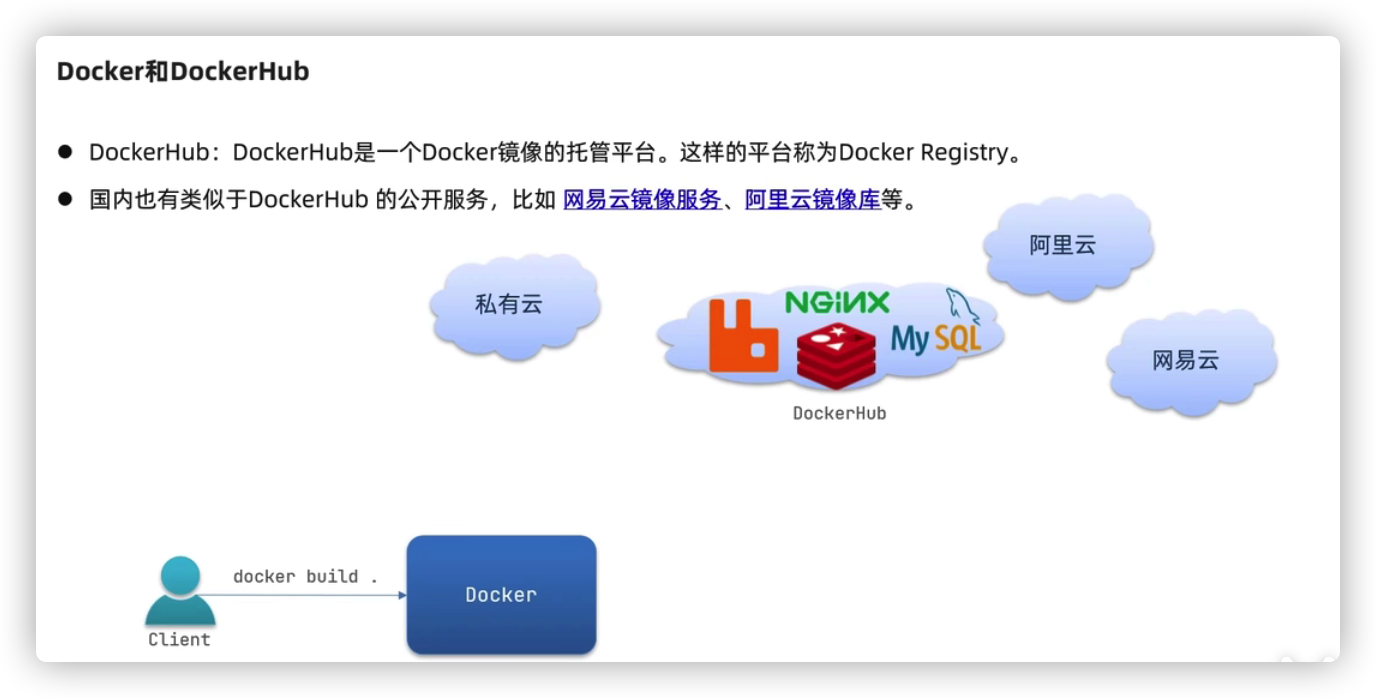 Docker和DockerHub
● DockerHub：DockerHub是一个Docker镜像的托管平台。这样的平台称为Docker Registry。
● 国内也有类似于DockerHub 的公开服务，比如 网易云镜像服务、阿里云镜像库等。
阿里云
私有云
NGINX
MySQL
网易云
DockerHub
docker build .
Docker
Client